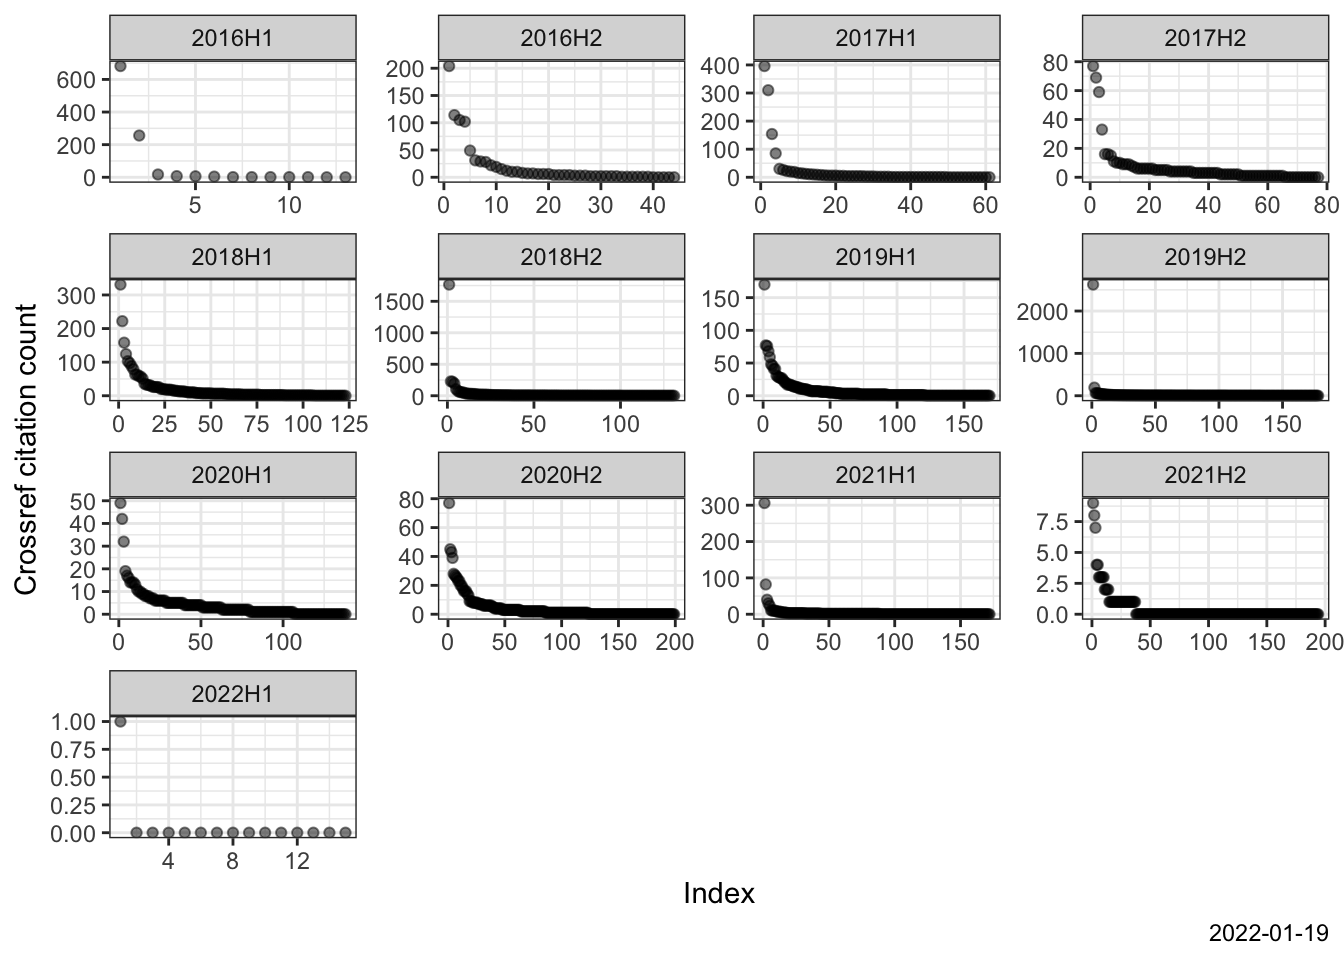 2016H1 2016H2 2017H1 2017H2
600 400 200 0
200 150 100 50 0
400 300 200 100 0
80 60 40 20 0
5 10
0 10 20 30 40
0 20 40 60
0 20 40 60 80
2018H1 2018H2 2019H1 2019H2
300 200 100 0
1500 1000 500 0
150 100 50 0
2000 1000 0
0 25 50 75 100 125
0 50 100
0 50 100 150
0 50 100 150
Crossref citation count
2020H1 2020H2 2021H1 2021H2
50 40 30 20 10 0
80 60 40 20 0
300 200 100 0
7.5 5.0 2.5 0.0
0 50 100
0 50 100 150 200
0 50 100 150
0 50 100 150 200
2022H1
1.00 0.75 0.50 0.25 0.00
4 8 12
Index
2022-01-19